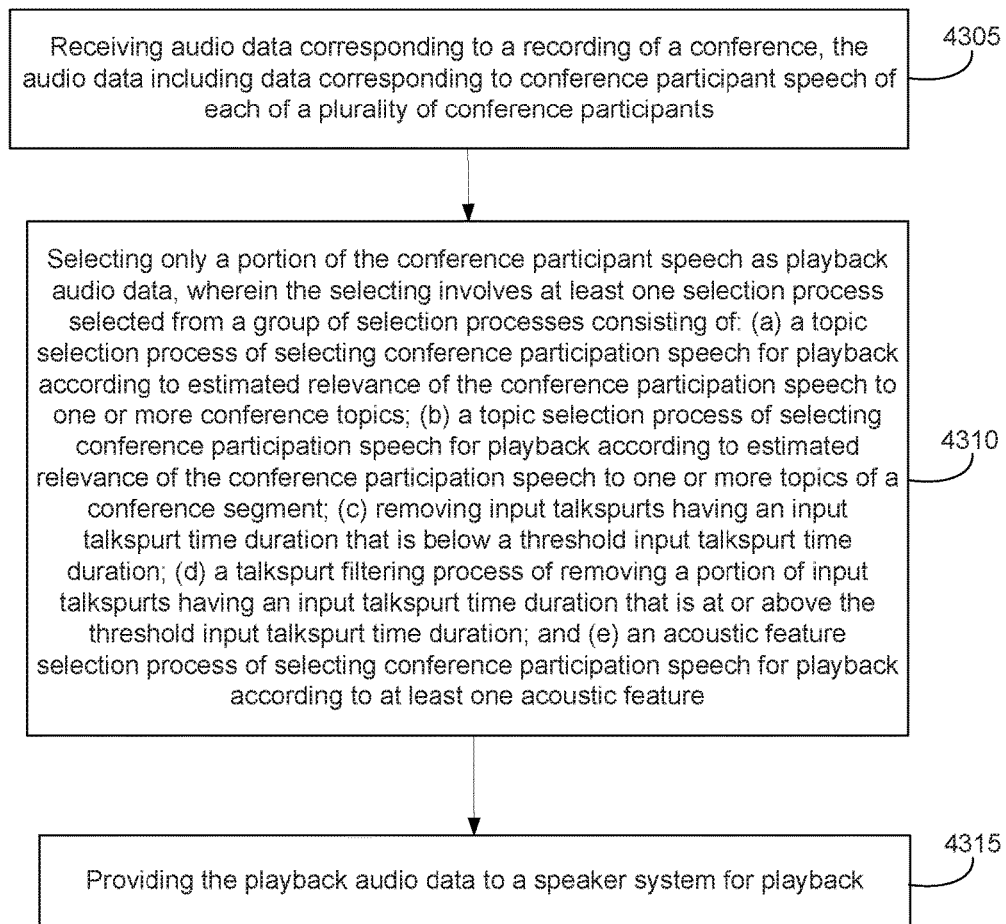 Receiving audio data corresponding to a recording of a conference, the
audio data including data corresponding to conference participant speech of
each of a plurality of conference participants
4305
Selecting only a portion of the conference participant speech as playback
audio data, wherein the selecting involves at least one selection process
selected from a group of selection processes consisting of: (a) a topic
selection process of selecting conference participation speech for playback
according to estimated relevance of the conference participation speech to
one or more conference topics; (b) a topic selection process of selecting
conference participation speech for playback according to estimated
relevance of the conference participation speech to one or more topics of a
conference segment; (c) removing input talkspurts having an input
talkspurt time duration that is below a threshold input talkspurt time
duration; (d) a talkspurt filtering process of removing a portion of input
talkspurts having an input talkspurt time duration that is at or above the
threshold input talkspurt time duration; and (e) an acoustic feature
selection process of selecting conference participation speech for playback
according to at least one acoustic feature
4310
Providing the playback audio data to a speaker system for playback
4315